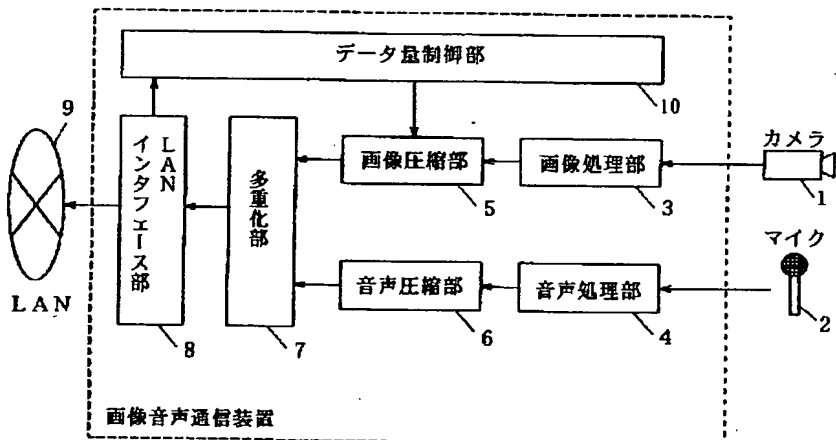 データ量制御部
10
9
LAN
インタフェース部
8
多重化部
7
画像圧縮部
5
画像処理部
3
カメラ
1
音声圧縮部
6
音声処理部
4
マイク
2
LAN
画像音声通信装置